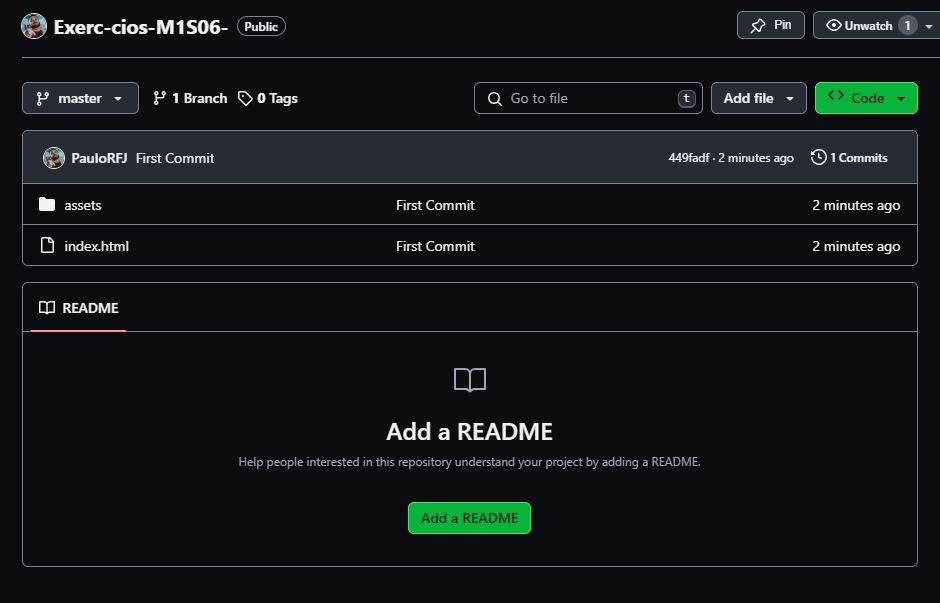 Exerc-cios-M1S06- Public Pin Unwatch 1
master 1 Branch 0 Tags Go to file t Add file Code
PauloRFJ First Commit 449fadf · 2 minutes ago 1 Commits
assets First Commit 2 minutes ago
index.html First Commit 2 minutes ago
README
Add a README
Help people interested in this repository understand your project by adding a README.
Add a README